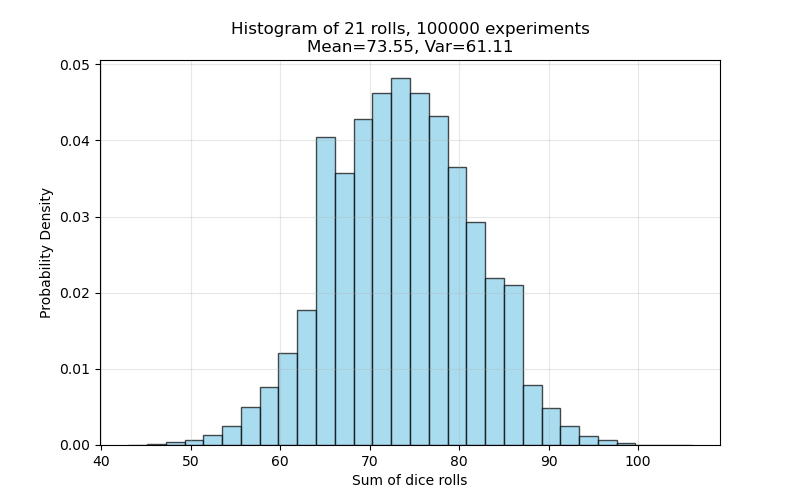 Histogram of 21 rolls, 100000 experiments
Mean=73.55, Var=61.11
Probability Density
0.05
0.04
0.03
0.02
0.01
0.00
40 50 60 70 80 90 100
Sum of dice rolls